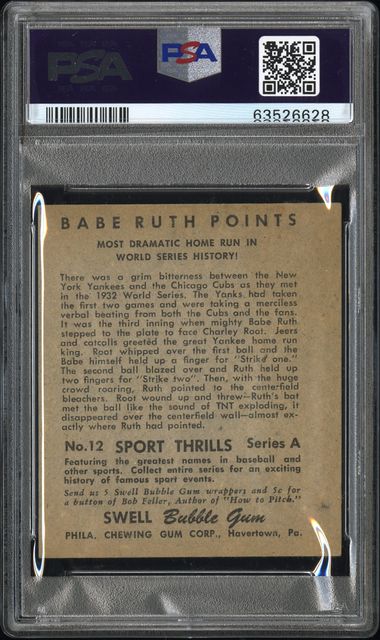 PSA
PSA
63526628
BABE RUTH POINTS
MOST DRAMATIC HOME RUN IN
WORLD SERIES HISTORY!
There was a grim bitterness between the New
York Yankees and the Chicago Cubs as they met
in the 1932 World Series. The Yanks had taken
the first two games and were taking a merciless
verbal beating from both the Cubs and the fans.
It was the third inning when mighty Babe Ruth
stepped to the plate to face Charley Root. Jeers
and catcolls greeted the great Yankee home run
king. Root whipped over the first ball and the
Babe himself held up a finger for "Strike one."
The second ball blazed over and Ruth held up
two fingers for "Strike two". Then, with the huge
crowd roaring, Ruth pointed to the centerfield
bleachers. Root wound up and threw—Ruth's bat
met the ball like the sound of TNT exploding, it
disappeared over the centerfield wall—almost ex-
actly where Ruth had pointed.
No.12 SPORT THRILLS Series A
Featuring the greatest names in baseball and
other sports. Collect entire series for an exciting
history of famous sport events.
Send us 5 Swell Bubble Gum wrappers and 5c for
a button of Bob Feller, Author of "How to Pitch."
SWELL Bubble Gum
PHILA. CHEWING GUM CORP., Havertown, Pa.